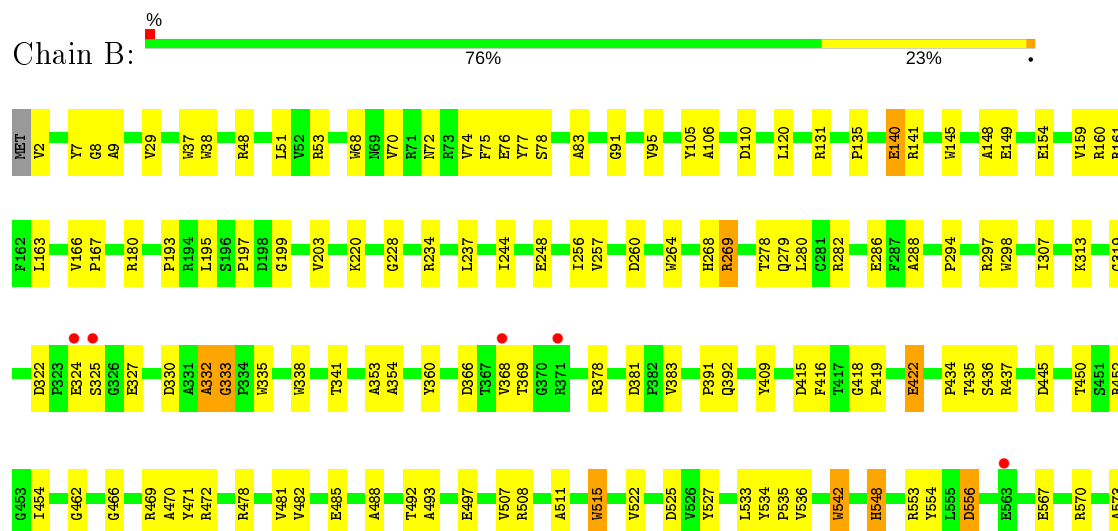 %
Chain B:
76% 23% •
MET V2 Y7 G8 A9 V29 W37 W38 R48 L51 V52 R53 W68 N69 V70 R71 N72 R73 V74 F75 E76 Y77 S78 A83 G91 V95 Y105 A106 D110 L120 R131 P135 E140 R141 W145 A148 E149 E154 V159 R160 R161
F162 L163 V166 P167 R180 P193 R194 L195 S196 P197 D198 G199 V203 K220 G228 R234 L237 I244 E248 I256 V257 D260 W264 H268 R269 T278 Q279 L280 C281 R282 E286 F287 A288 P294 R297 W298 I307 K313
D322 P323 E324 S325 G326 E327 D330 A331 A332 G333 P334 W335 W338 T341 A353 A354 Y360 D366 T367 V368 T369 G370 R371 R378 D381 P382 V383 P391 Q392 Y409 D415 F416 T417 G418 P419 E422 P434 T435 S436 R437 D445 T450 S451 R452
G453 I454 G462 G466 R469 A470 Y471 R472 R478 V481 V482 E485 A488 T492 A493 E497 V507 R508 A511 W515 V522 D525 V526 Y527 L533 Y534 P535 V536 W542 H548 R553 Y554 L555 D556 E563 E567 R570